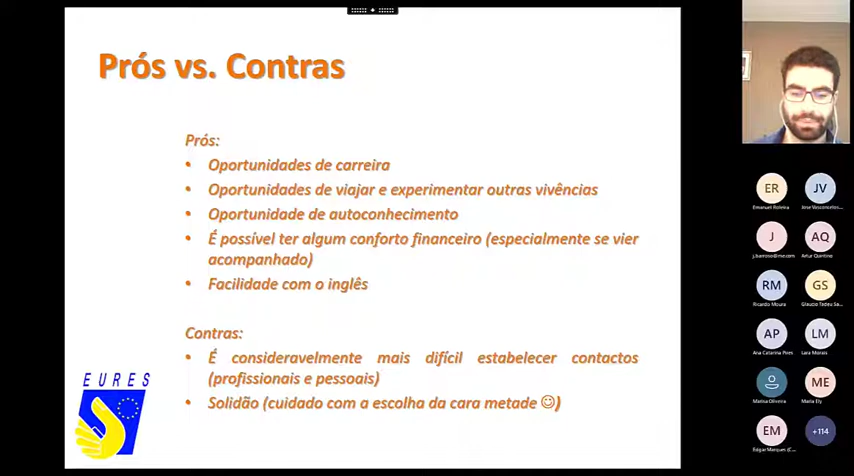 Prós vs. Contras
Prós:
• Oportunidades de carreira
• Oportunidades de viajar e experimentar outras vivências
• Oportunidade de autoconhecimento
• É possível ter algum conforto financeiro (especialmente se vier
acompanhado)
• Facilidade com o inglês
Contras:
• É consideravelmente mais difícil estabelecer contactos
(profissionais e pessoais)
• Solidão (cuidado com a escolha da cara metade ☺)
EURES
ER
JV
Emanuel Roleira
Jose Vasconcelos...
J
AQ
j.barroso@me.com
Artur Quintino
RM
GS
Ricardo Moura
Glaucio Tadeu Sa...
AP
LM
Ana Catarina Pires
Lara Morais
ME
Marisa Oliveira
Maria Ely
EM
+114
Edgar Marques